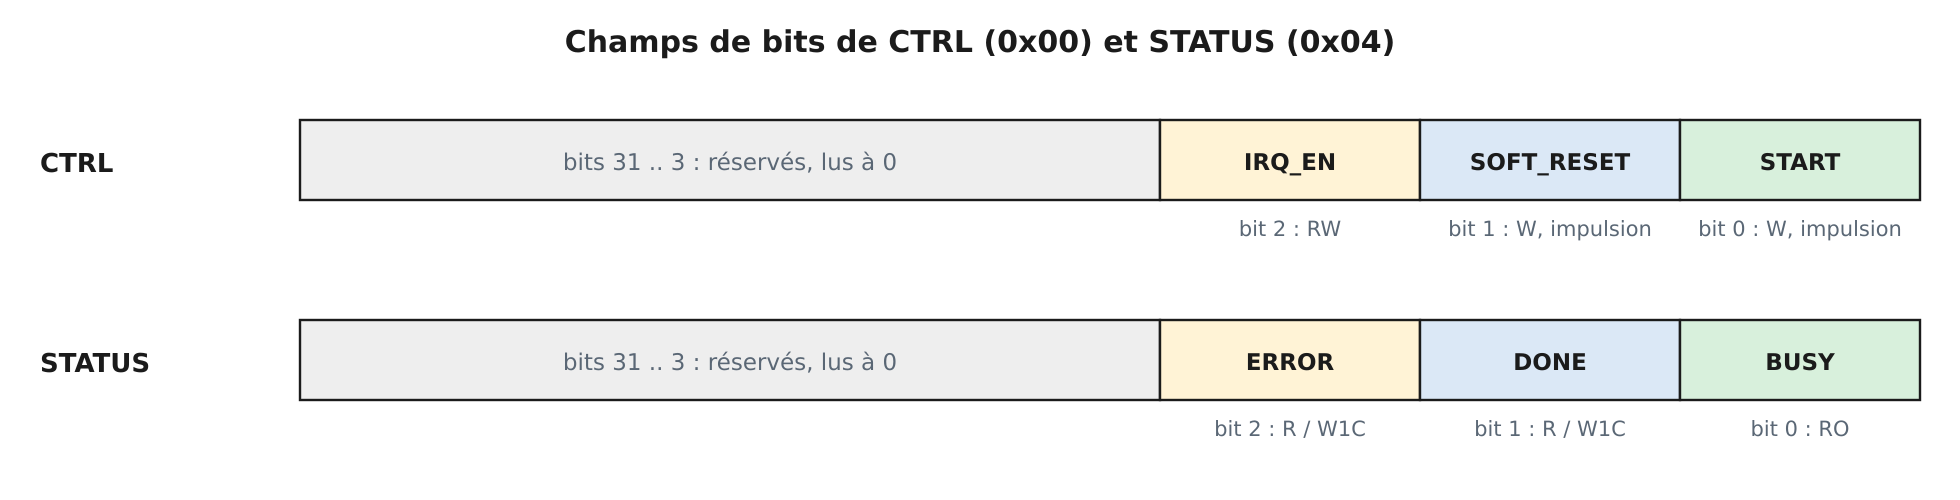 Champs de bits de CTRL (0x00) et STATUS (0x04)
CTRL
bits 31 .. 3 : réservés, lus à 0
IRQ_EN
SOFT_RESET
START
bit 2 : RW
bit 1 : W, impulsion
bit 0 : W, impulsion
STATUS
bits 31 .. 3 : réservés, lus à 0
ERROR
DONE
BUSY
bit 2 : R / W1C
bit 1 : R / W1C
bit 0 : RO